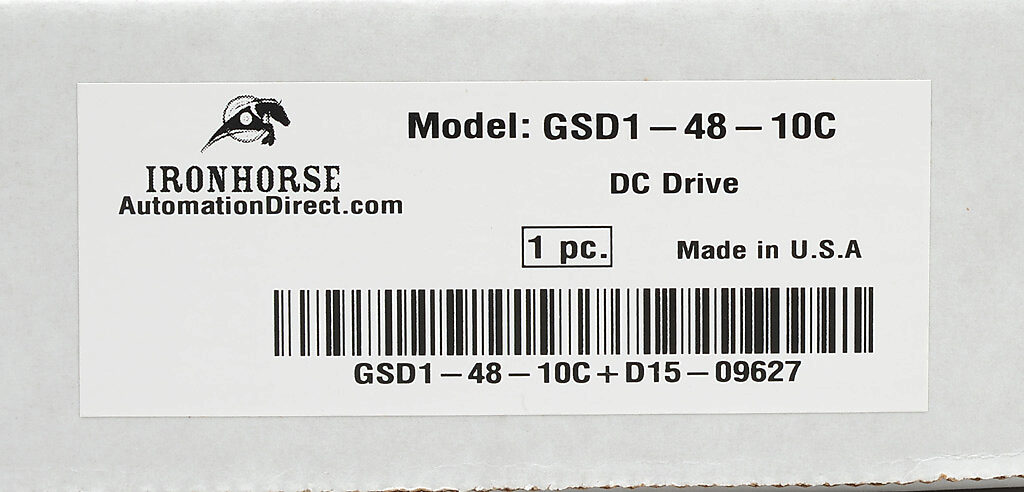 Model: GSD1-48-10C
IRONHORSE
AutomationDirect.com
DC Drive
1 pc.
Made in U.S.A
GSD1-48-10C+D15-09627